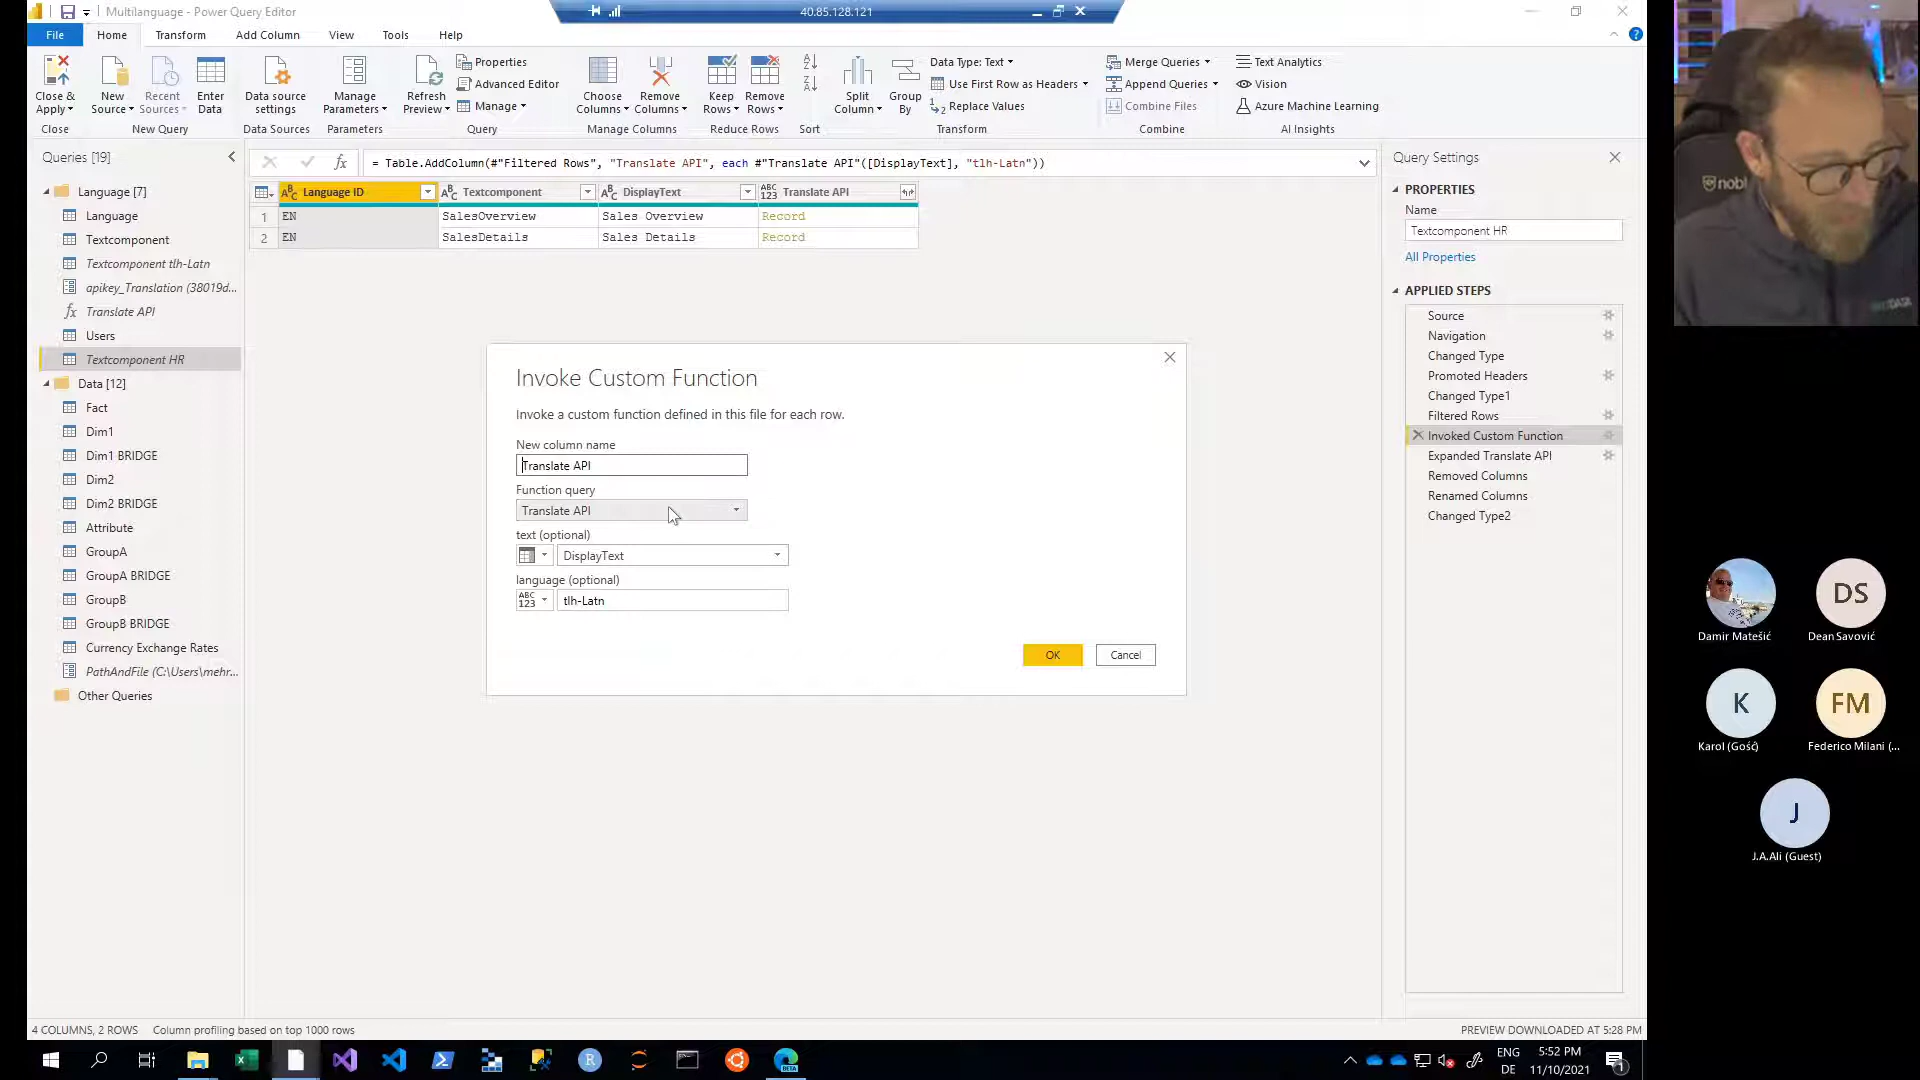 Multilanguage - Power Query Editor
40.85.128.121
File
Home
Transform
Add Column
View
Tools
Help
Close & Apply
New Source
Recent Sources
Enter Data
Data source settings
Manage Parameters
Refresh Preview
Properties
Advanced Editor
Manage
Choose Columns
Remove Columns
Keep Rows
Remove Rows
Split Column
Group By
Data Type: Text
Use First Row as Headers
Replace Values
Merge Queries
Append Queries
Combine Files
Text Analytics
Vision
Azure Machine Learning
Close
New Query
Data Sources
Parameters
Query
Manage Columns
Reduce Rows
Sort
Transform
Combine
AI Insights
Queries [19]
Language [7]
Language
Textcomponent
Textcomponent tlh-Latn
apikey_Translation (38019d...
Translate API
Users
Textcomponent HR
Data [12]
Fact
Dim1
Dim1 BRIDGE
Dim2
Dim2 BRIDGE
Attribute
GroupA
GroupA BRIDGE
GroupB
GroupB BRIDGE
Currency Exchange Rates
PathAndFile (C:\Users\mehr...
Other Queries
= Table.AddColumn(#"Filtered Rows", "Translate API", each #"Translate API"([DisplayText], "tlh-Latn"))
Language ID
Textcomponent
DisplayText
Translate API
1 EN SalesOverview Sales Overview Record
2 EN SalesDetails Sales Details Record
Invoke Custom Function
Invoke a custom function defined in this file for each row.
New column name
Translate API
Function query
Translate API
text (optional)
DisplayText
language (optional)
ABC 123 tlh-Latn
OK
Cancel
Query Settings
PROPERTIES
Name
Textcomponent HR
All Properties
APPLIED STEPS
Source
Navigation
Changed Type
Promoted Headers
Changed Type1
Filtered Rows
Invoked Custom Function
Expanded Translate API
Removed Columns
Renamed Columns
Changed Type2
DS
Damir Matešić
Dean Savović
K
FM
Karol (Gość)
Federico Milani (...
J
J.A.Ali (Guest)
4 COLUMNS, 2 ROWS
Column profiling based on top 1000 rows
PREVIEW DOWNLOADED AT 5:28 PM
ENG
DE
5:52 PM
11/10/2021